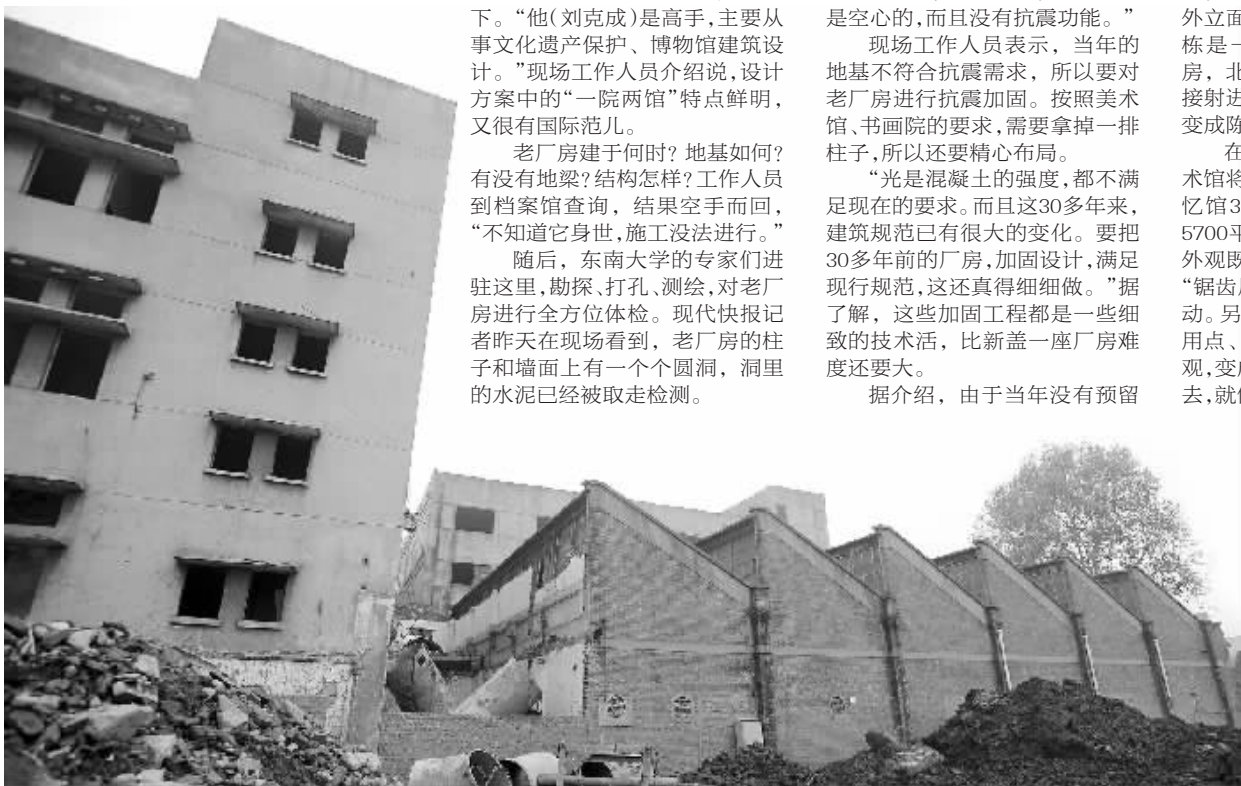 下。“他(刘克成)是高手,主要从
事文化遗产保护、博物馆建筑设
计。”现场工作人员介绍说,设计
方案中的“一院两馆”特点鲜明,
又很有国际范儿。
老厂房建于何时?地基如何?
有没有地梁?结构怎样?工作人员
到档案馆查询,结果空手而回,
“不知道它身世,施工没法进行。”
随后,东南大学的专家们进
驻这里,勘探、打孔、测绘,对老厂
房进行全方位体检。现代快报记
者昨天在现场看到,老厂房的柱
子和墙面上有一个个圆洞,洞里
的水泥已经被取走检测。
是空心的,而且没有抗震功能。”
现场工作人员表示,当年的
地基不符合抗震需求,所以要对
老厂房进行抗震加固。按照美术
馆、书画院的要求,需要拿掉一排
柱子,所以还要精心布局。
“光是混凝土的强度,都不满
足现在的要求。而且这30多年来,
建筑规范已有很大的变化。要把
30多年前的厂房,加固设计,满足
现行规范,这还真得细细做。”据
了解,这些加固工程都是一些细
致的技术活,比新盖一座厂房难
度还要大。
据介绍,由于当年没有预留
外立面
栋是一
房,北
接射进
变成陈
在
术馆将
忆馆3
5700平
外观既
“锯齿
动。另
用点、
观,变
去,就